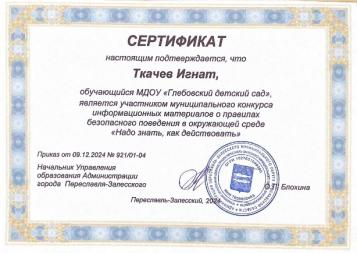 СЕРТИФИКАТ
настоящим подтверждается, что
Ткачев Игнат,
обучающийся МДОУ «Глебовский детский сад»,
является участником муниципального конкурса
информационных материалов о правилах
безопасного поведения в окружающей среде
«Надо знать, как действовать»
Приказ от 09.12.2024 № 921/01-04
Начальник Управления
образования Администрации
города Переславля-Залесского
О.П. Блохина
Переславль-Залесский, 2024